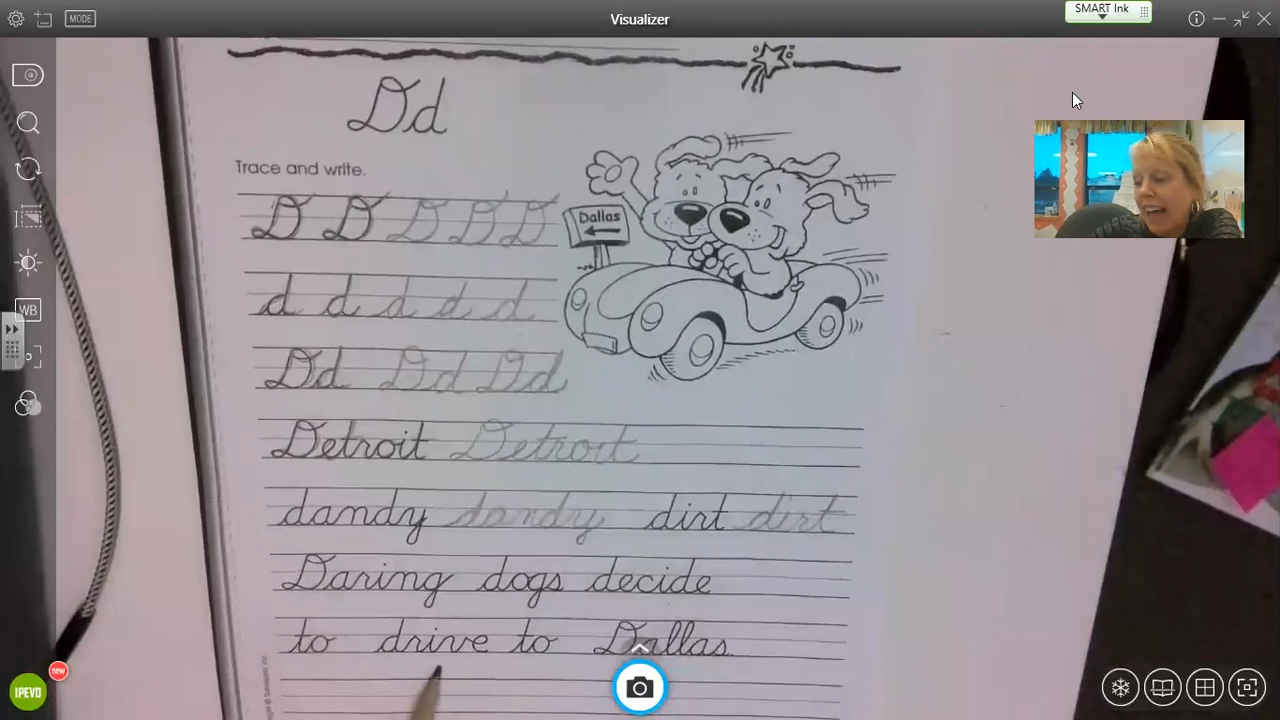 Visualizer
SMART Ink
MODE
Dd
Trace and write.
D D D D D
Dallas
d d d d d
WB
Dd Dd Dd
Detroit Detroit
dandy dandy dirt dirt
Daring dogs decide
to drive to Dallas.
new
IPEVO